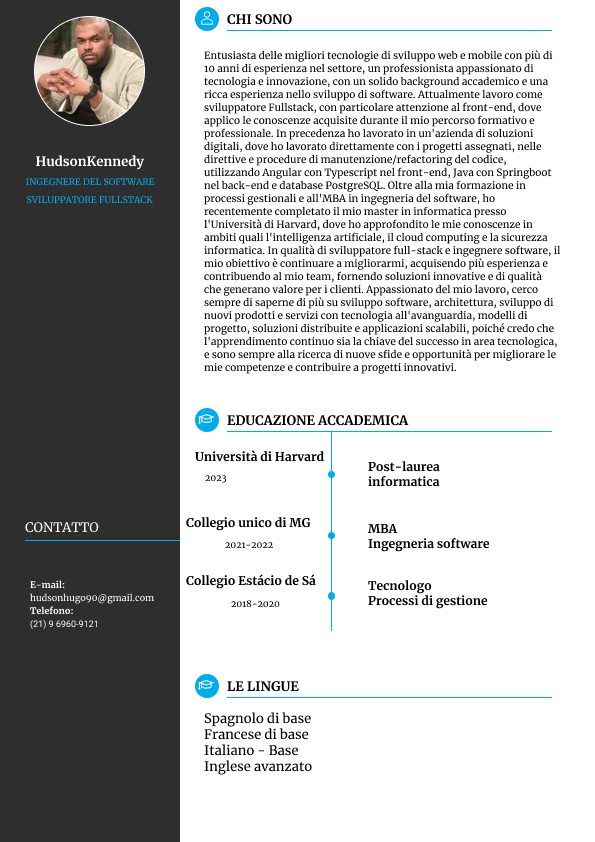 HudsonKennedy
INGEGNERE DEL SOFTWARE
SVILUPPATORE FULLSTACK
CONTATTO
E-mail:
hudsonhugo90@gmail.com
Telefono:
(21) 9 6960-9121
CHI SONO
Entusiasta delle migliori tecnologie di sviluppo web e mobile con più di
10 anni di esperienza nel settore, un professionista appassionato di
tecnologia e innovazione, con un solido background accademico e una
ricca esperienza nello sviluppo di software. Attualmente lavoro come
sviluppatore Fullstack, con particolare attenzione al front-end, dove
applico le conoscenze acquisite durante il mio percorso formativo e
professionale. In precedenza ho lavorato in un'azienda di soluzioni
digitali, dove ho lavorato direttamente con i progetti assegnati, nelle
direttive e procedure di manutenzione/refactoring del codice,
utilizzando Angular con Typescript nel front-end, Java con Springboot
nel back-end e database PostgreSQL. Oltre alla mia formazione in
processi gestionali e all'MBA in ingegneria del software, ho
recentemente completato il mio master in informatica presso
l'Università di Harvard, dove ho approfondito le mie conoscenze in
ambiti quali l'intelligenza artificiale, il cloud computing e la sicurezza
informatica. In qualità di sviluppatore full-stack e ingegnere software, il
mio obiettivo è continuare a migliorarmi, acquisendo più esperienza e
contribuendo al mio team, fornendo soluzioni innovative e di qualità
che generano valore per i clienti. Appassionato del mio lavoro, cerco
sempre di saperne di più su sviluppo software, architettura, sviluppo di
nuovi prodotti e servizi con tecnologia all'avanguardia, modelli di
progetto, soluzioni distribuite e applicazioni scalabili, poiché credo che
l'apprendimento continuo sia la chiave del successo in area tecnologica,
e sono sempre alla ricerca di nuove sfide e opportunità per migliorare le
mie competenze e contribuire a progetti innovativi.
EDUCAZIONE ACCADEMICA
Università di Harvard
2023
Post-laurea
informatica
Collegio unico di MG
2021-2022
MBA
Ingegneria software
Collegio Estácio de Sá
2018-2020
Tecnologo
Processi di gestione
LE LINGUE
Spagnolo di base
Francese di base
Italiano - Base
Inglese avanzato